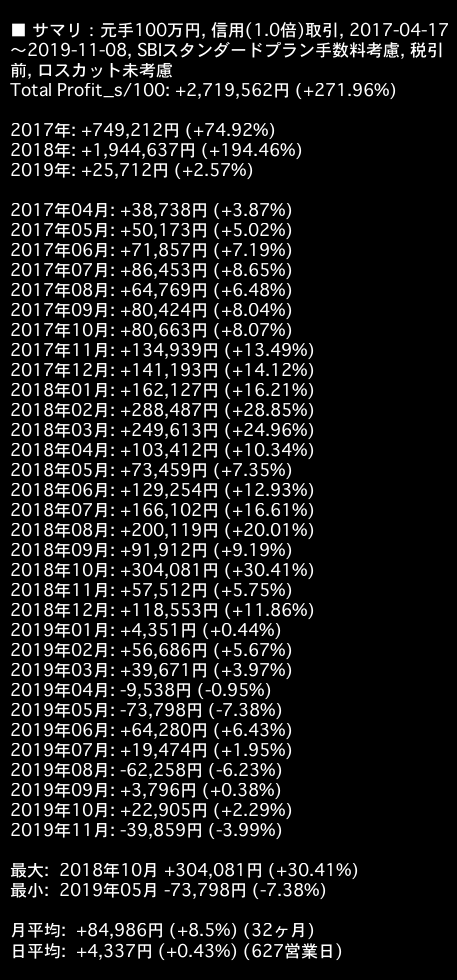 ■ サマリ：元手100万円, 信用(1.0倍)取引, 2017-04-17
～2019-11-08, SBIスタンダードプラン手数料考慮, 税引
前, ロスカット未考慮
Total Profit_s/100: +2,719,562円 (+271.96%)
2017年: +749,212円 (+74.92%)
2018年: +1,944,637円 (+194.46%)
2019年: +25,712円 (+2.57%)
2017年04月: +38,738円 (+3.87%)
2017年05月: +50,173円 (+5.02%)
2017年06月: +71,857円 (+7.19%)
2017年07月: +86,453円 (+8.65%)
2017年08月: +64,769円 (+6.48%)
2017年09月: +80,424円 (+8.04%)
2017年10月: +80,663円 (+8.07%)
2017年11月: +134,939円 (+13.49%)
2017年12月: +141,193円 (+14.12%)
2018年01月: +162,127円 (+16.21%)
2018年02月: +288,487円 (+28.85%)
2018年03月: +249,613円 (+24.96%)
2018年04月: +103,412円 (+10.34%)
2018年05月: +73,459円 (+7.35%)
2018年06月: +129,254円 (+12.93%)
2018年07月: +166,102円 (+16.61%)
2018年08月: +200,119円 (+20.01%)
2018年09月: +91,912円 (+9.19%)
2018年10月: +304,081円 (+30.41%)
2018年11月: +57,512円 (+5.75%)
2018年12月: +118,553円 (+11.86%)
2019年01月: +4,351円 (+0.44%)
2019年02月: +56,686円 (+5.67%)
2019年03月: +39,671円 (+3.97%)
2019年04月: -9,538円 (-0.95%)
2019年05月: -73,798円 (-7.38%)
2019年06月: +64,280円 (+6.43%)
2019年07月: +19,474円 (+1.95%)
2019年08月: -62,258円 (-6.23%)
2019年09月: +3,796円 (+0.38%)
2019年10月: +22,905円 (+2.29%)
2019年11月: -39,859円 (-3.99%)
最大:  2018年10月 +304,081円 (+30.41%)
最小:  2019年05月 -73,798円 (-7.38%)
月平均:  +84,986円 (+8.5%) (32ヶ月)
日平均:  +4,337円 (+0.43%) (627営業日)